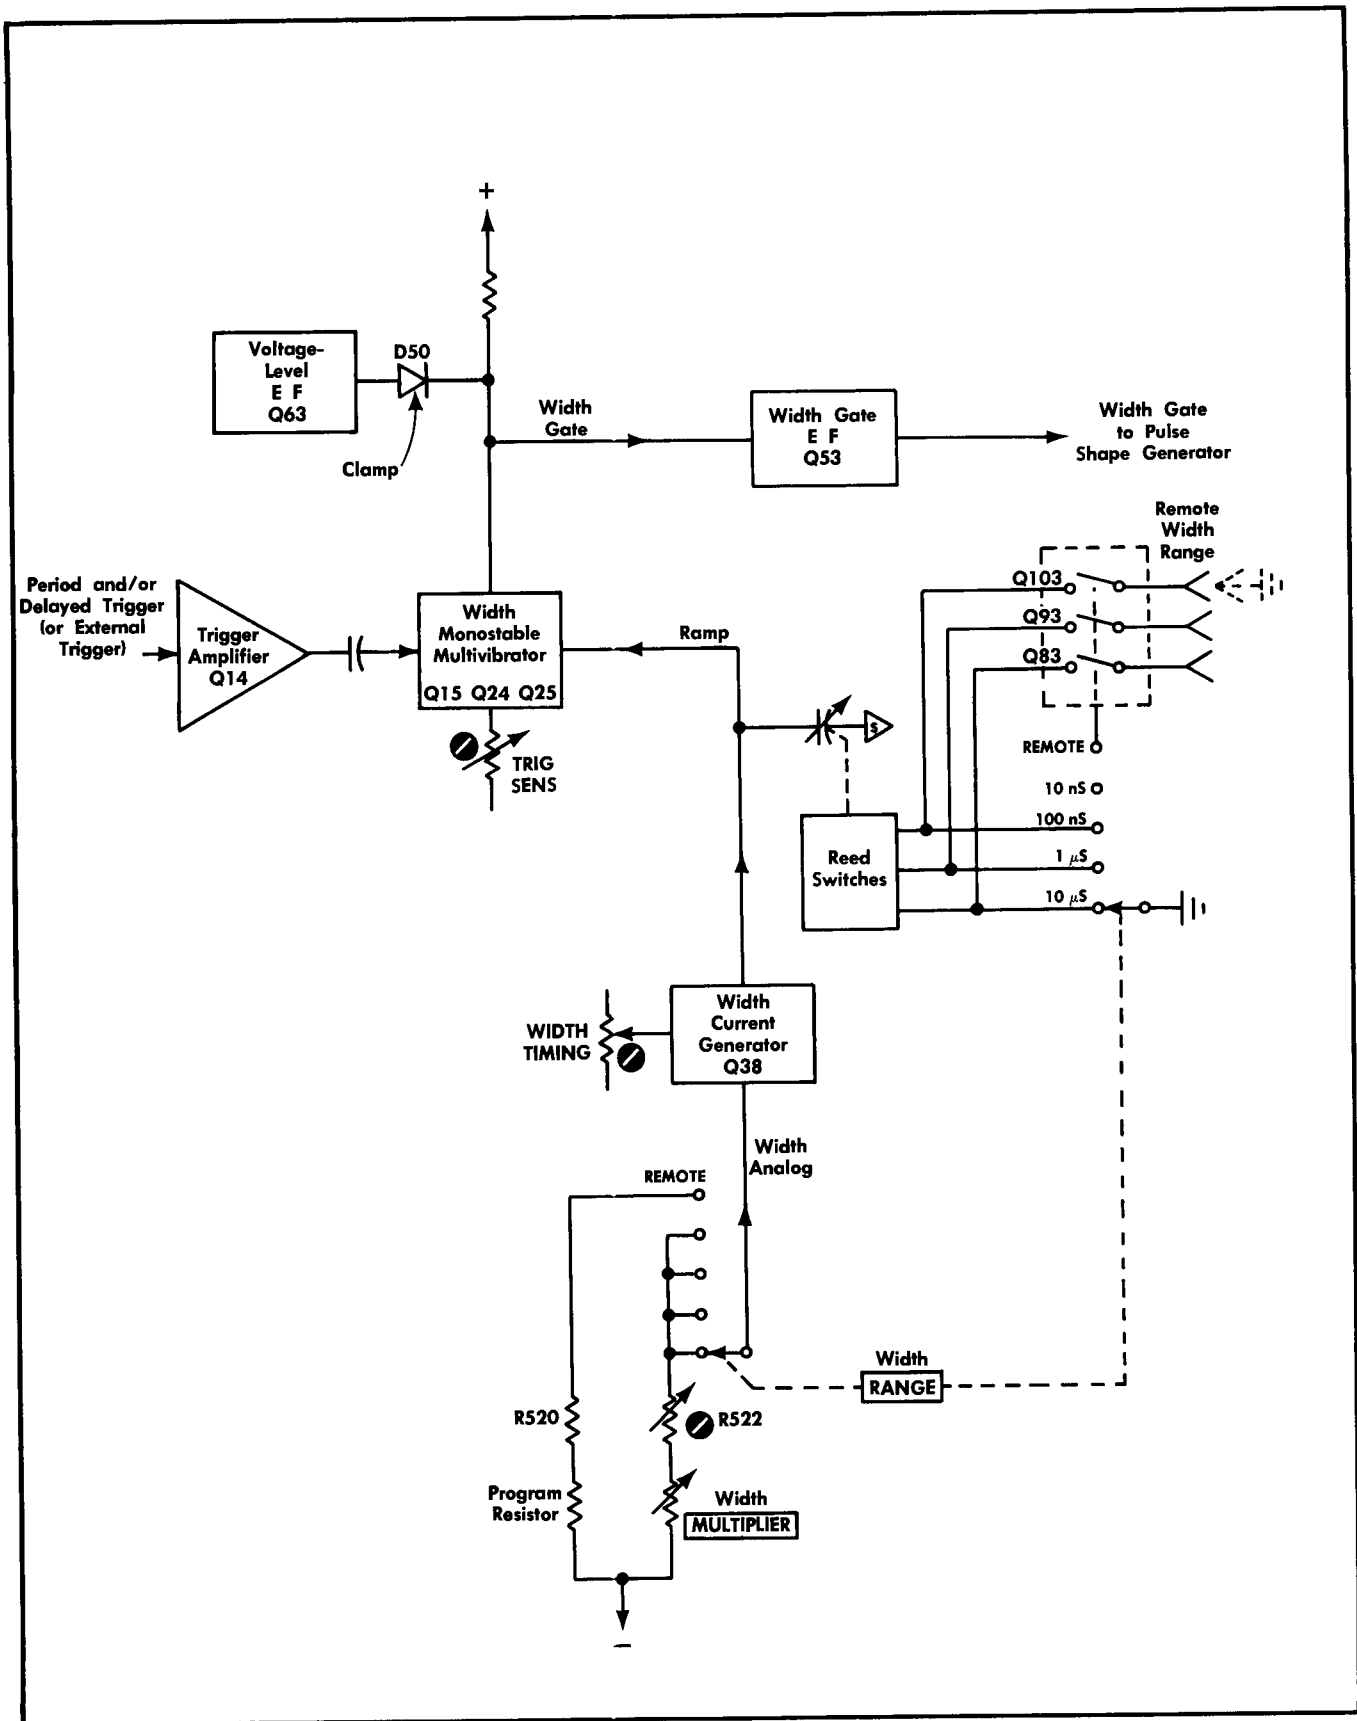 +
Voltage-
Level
E F
Q63
D50
Clamp
Width
Gate
Width Gate
E F
Q53
Width Gate
to Pulse
Shape Generator
Remote
Width
Range
Period and/or
Delayed Trigger
(or External
Trigger)
Trigger
Amplifier
Q14
Width
Monostable
Multivibrator
Q15 Q24 Q25
Ramp
TRIG
SENS
S
Q103
Q93
Q83
REMOTE
10 nS
100 nS
1 μS
10 μS
Reed
Switches
WIDTH
TIMING
Width
Current
Generator
Q38
Width
Analog
REMOTE
Width
RANGE
R520
R522
Program
Resistor
Width
MULTIPLIER
−